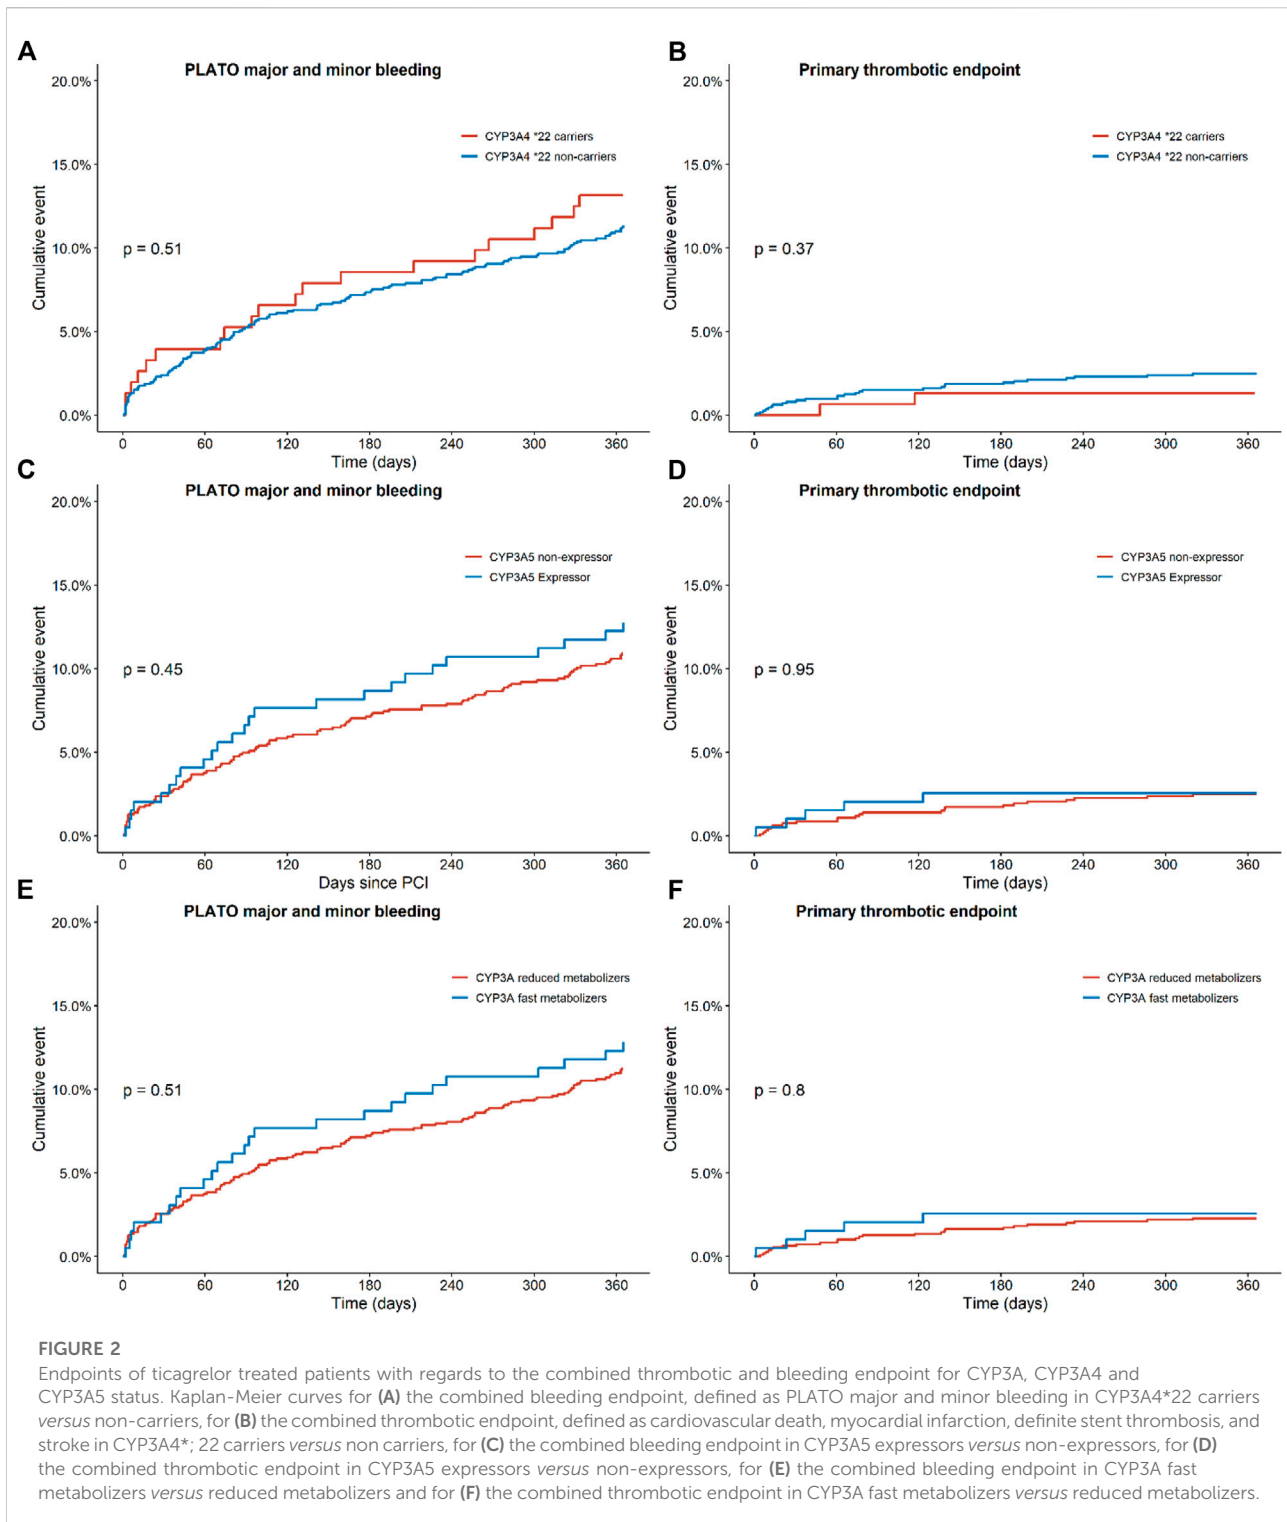 A
PLATO major and minor bleeding
20.0%
15.0%
10.0%
5.0%
0.0%
Cumulative event
CYP3A4 *22 carriers
CYP3A4 *22 non-carriers
p = 0.51
0 60 120 180 240 300 360
Time (days)
B
Primary thrombotic endpoint
20.0%
15.0%
10.0%
5.0%
0.0%
Cumulative event
CYP3A4 *22 carriers
CYP3A4 *22 non-carriers
p = 0.37
0 60 120 180 240 300 360
Time (days)
C
PLATO major and minor bleeding
20.0%
15.0%
10.0%
5.0%
0.0%
Cumulative event
CYP3A5 non-expressor
CYP3A5 Expressor
p = 0.45
0 60 120 180 240 300 360
Days since PCI
D
Primary thrombotic endpoint
20.0%
15.0%
10.0%
5.0%
0.0%
Cumulative event
CYP3A5 non-expressor
CYP3A5 Expressor
p = 0.95
0 60 120 180 240 300 360
Time (days)
E
PLATO major and minor bleeding
20.0%
15.0%
10.0%
5.0%
0.0%
Cumulative event
CYP3A reduced metabolizers
CYP3A fast metabolizers
p = 0.51
0 60 120 180 240 300 360
Time (days)
F
Primary thrombotic endpoint
20.0%
15.0%
10.0%
5.0%
0.0%
Cumulative event
CYP3A reduced metabolizers
CYP3A fast metabolizers
p = 0.8
0 60 120 180 240 300 360
Time (days)
FIGURE 2
Endpoints of ticagrelor treated patients with regards to the combined thrombotic and bleeding endpoint for CYP3A, CYP3A4 and
CYP3A5 status. Kaplan-Meier curves for (A) the combined bleeding endpoint, defined as PLATO major and minor bleeding in CYP3A4*22 carriers
versus non-carriers, for (B) the combined thrombotic endpoint, defined as cardiovascular death, myocardial infarction, definite stent thrombosis, and
stroke in CYP3A4*; 22 carriers versus non carriers, for (C) the combined bleeding endpoint in CYP3A5 expressors versus non-expressors, for (D)
the combined thrombotic endpoint in CYP3A5 expressors versus non-expressors, for (E) the combined bleeding endpoint in CYP3A fast
metabolizers versus reduced metabolizers and for (F) the combined thrombotic endpoint in CYP3A fast metabolizers versus reduced metabolizers.